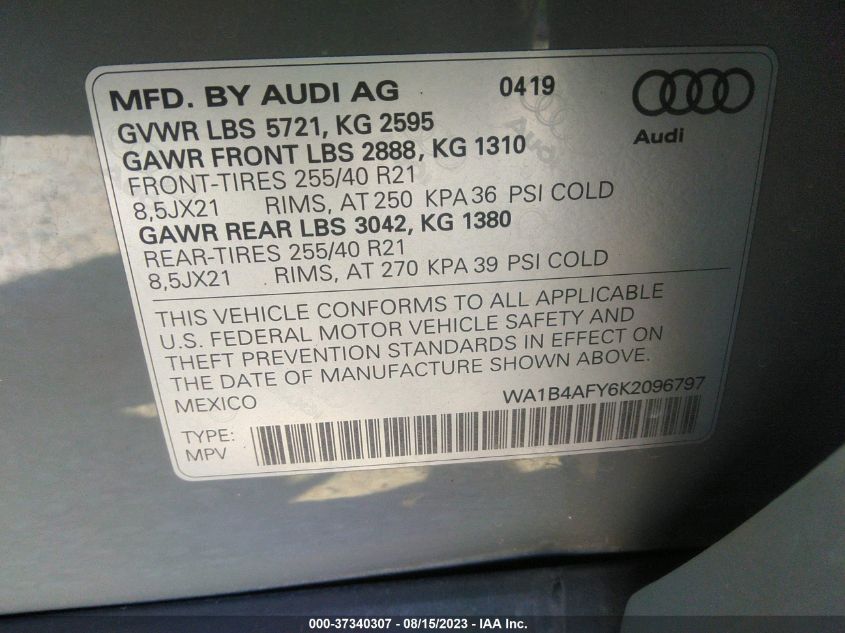 MFD. BY AUDI AG 0419
Audi
GVWR LBS 5721, KG 2595
GAWR FRONT LBS 2888, KG 1310
FRONT-TIRES 255/40 R21
8,5JX21 RIMS, AT 250 KPA 36 PSI COLD
GAWR REAR LBS 3042, KG 1380
REAR-TIRES 255/40 R21
8,5JX21 RIMS, AT 270 KPA 39 PSI COLD
THIS VEHICLE CONFORMS TO ALL APPLICABLE
U.S. FEDERAL MOTOR VEHICLE SAFETY AND
THEFT PREVENTION STANDARDS IN EFFECT ON
THE DATE OF MANUFACTURE SHOWN ABOVE.
MEXICO WA1B4AFY6K2096797
TYPE:
MPV
000-37340307 - 08/15/2023 - IAA Inc.